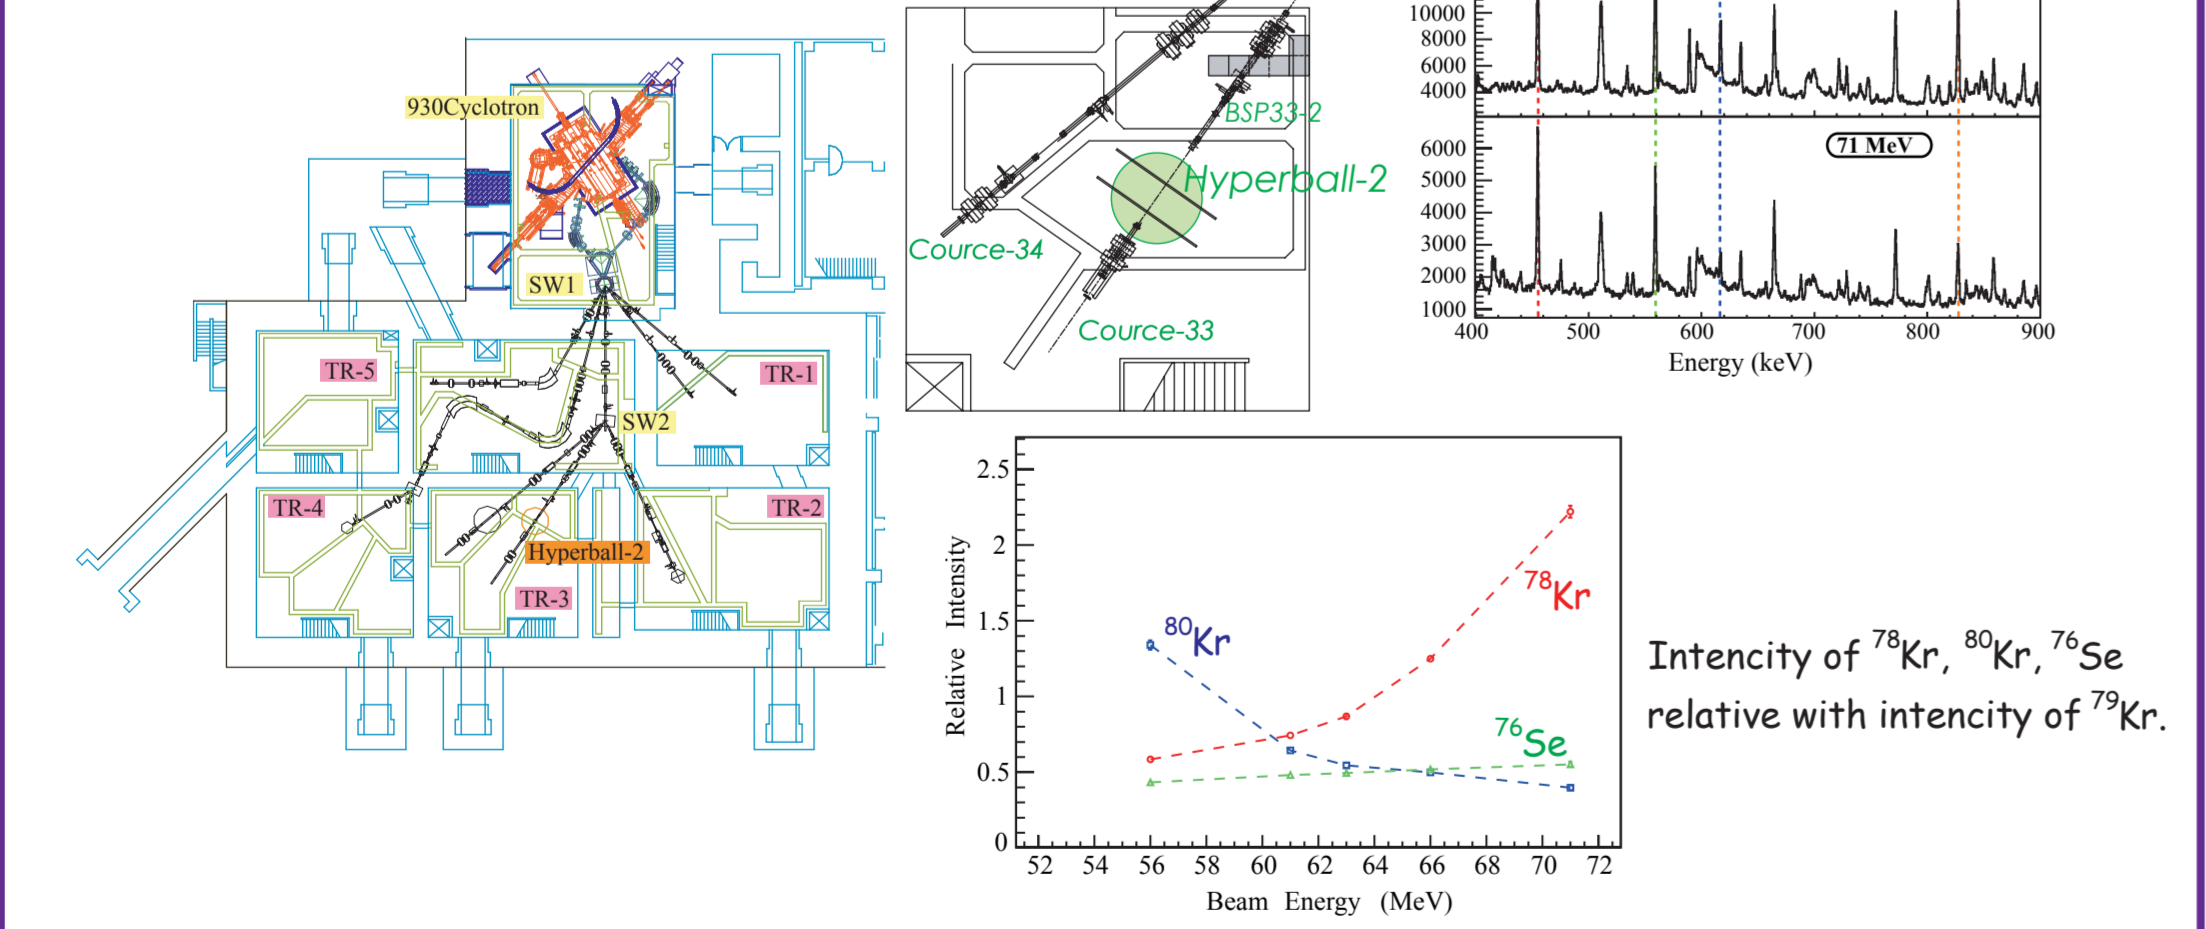 930Cyclotron
SW1
TR-5
TR-1
SW2
TR-4
TR-2
Hyperball-2
TR-3
BSP33-2
Hyperball-2
Cource-34
Cource-33
10000
8000
6000
4000
71 MeV
6000
5000
4000
3000
2000
1000
400 500 600 700 800 900
Energy (keV)
2.5
2
1.5
1
0.5
0
Relative Intensity
⁸⁰Kr
⁷⁸Kr
⁷⁶Se
52 54 56 58 60 62 64 66 68 70 72
Beam Energy (MeV)
Intencity of ⁷⁸Kr, ⁸⁰Kr, ⁷⁶Se
relative with intencity of ⁷⁹Kr.